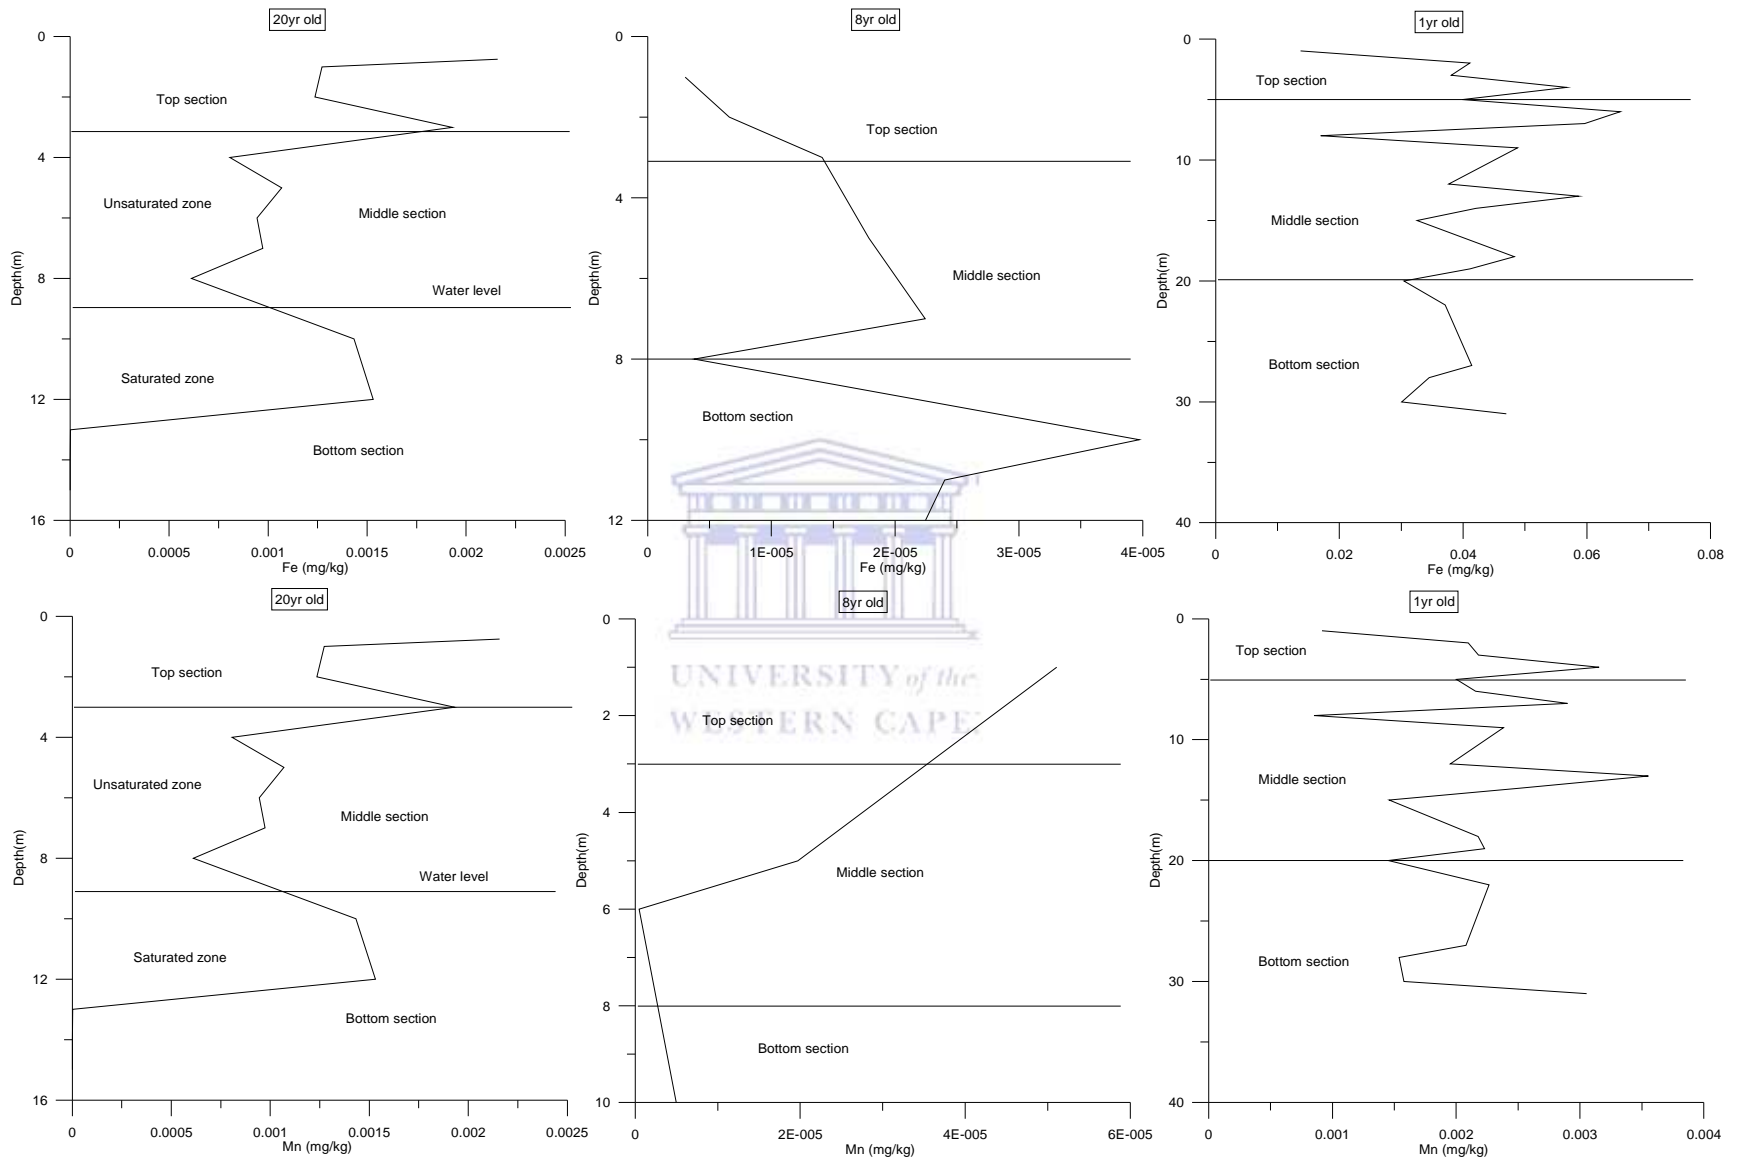 20yr old
0
4
8
12
16
Depth(m)
Top section
Unsaturated zone
Middle section
Water level
Saturated zone
Bottom section
0
0.0005
0.001
0.0015
0.002
0.0025
Fe (mg/kg)
8yr old
0
4
8
12
Depth(m)
Top section
Middle section
Bottom section
0
1E-005
2E-005
3E-005
4E-005
Fe (mg/kg)
1yr old
0
10
20
30
40
Depth(m)
Top section
Middle section
Bottom section
0
0.02
0.04
0.06
0.08
Fe (mg/kg)
20yr old
0
4
8
12
16
Depth(m)
Top section
Unsaturated zone
Middle section
Water level
Saturated zone
Bottom section
0
0.0005
0.001
0.0015
0.002
0.0025
Mn (mg/kg)
8yr old
0
2
4
6
8
10
Depth(m)
UNIVERSITY of the
WESTERN CAPE
Top section
Middle section
Bottom section
0
2E-005
4E-005
6E-005
Mn (mg/kg)
1yr old
0
10
20
30
40
Depth(m)
Top section
Middle section
Bottom section
0
0.001
0.002
0.003
0.004
Mn (mg/kg)